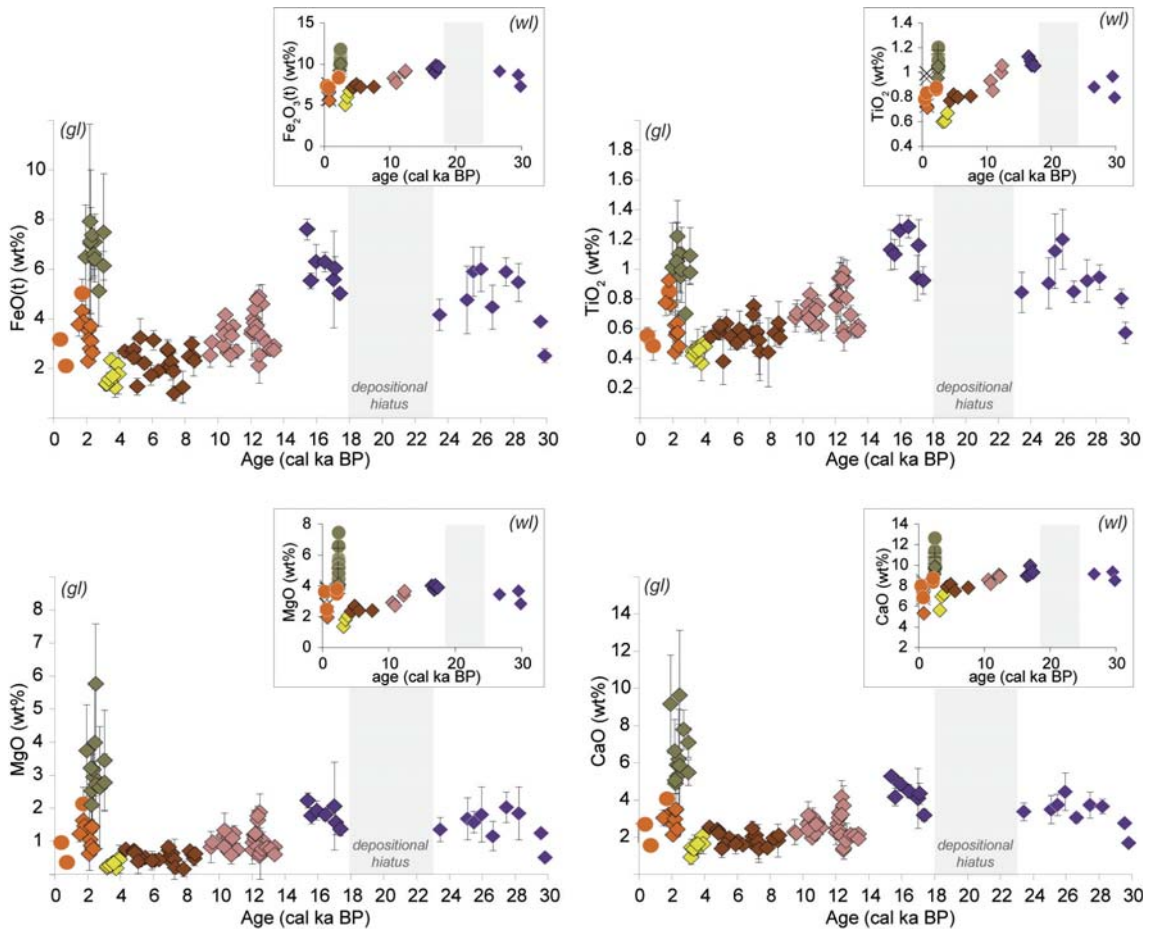 (wl)
15
10
5
0
Fe₂O₃(t) (wt%)
0 10 20 30
age (cal ka BP)
(gl)
10
8
6
4
2
FeO(t) (wt%)
depositional
hiatus
0 2 4 6 8 10 12 14 16 18 20 22 24 26 28 30
Age (cal ka BP)
(wl)
1.4
1.2
1
0.8
0.6
0.4
TiO₂ (wt%)
0 10 20 30
age (cal ka BP)
(gl)
1.8
1.6
1.4
1.2
1
0.8
0.6
0.4
0.2
TiO₂ (wt%)
depositional
hiatus
0 2 4 6 8 10 12 14 16 18 20 22 24 26 28 30
Age (cal ka BP)
(wl)
8
6
4
2
0
MgO (wt%)
0 10 20 30
age (cal ka BP)
(gl)
8
7
6
5
4
3
2
1
MgO (wt%)
depositional
hiatus
0 2 4 6 8 10 12 14 16 18 20 22 24 26 28 30
Age (cal ka BP)
(wl)
14
12
10
8
6
4
2
CaO (wt%)
0 10 20 30
age (cal ka BP)
(gl)
14
12
10
8
6
4
2
CaO (wt%)
depositional
hiatus
0 2 4 6 8 10 12 14 16 18 20 22 24 26 28 30
Age (cal ka BP)